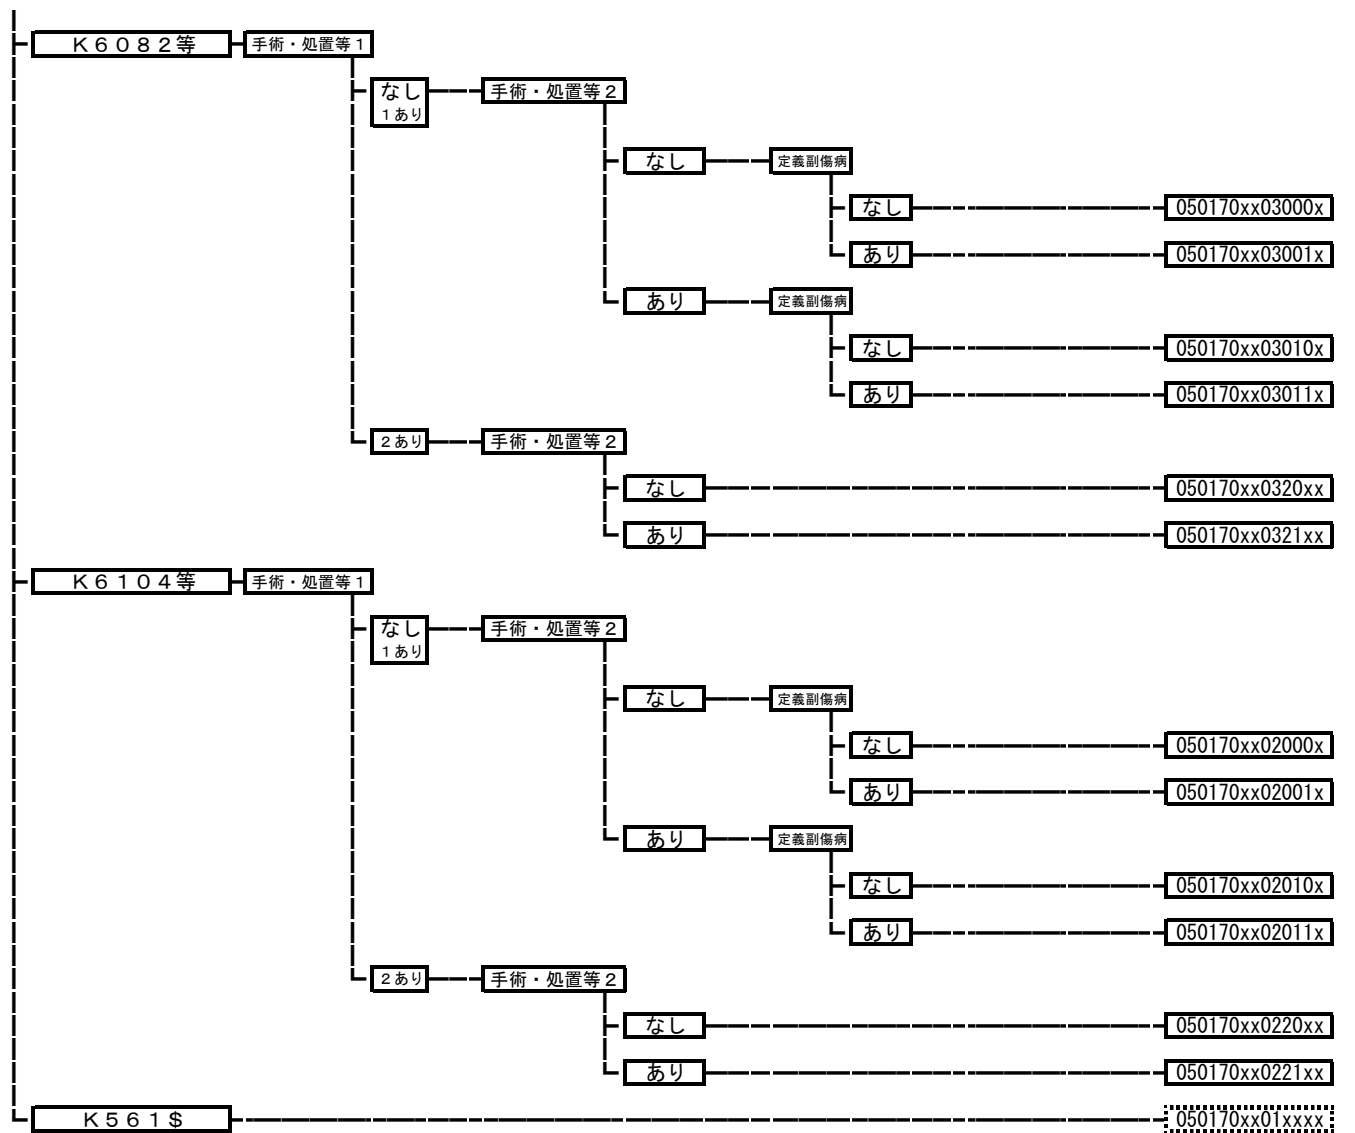 Ｋ６０８２等 手術・処置等１
なし 手術・処置等２
１あり
なし 定義副傷病
なし 050170xx03000x
あり 050170xx03001x
あり 定義副傷病
なし 050170xx03010x
あり 050170xx03011x
２あり 手術・処置等２
なし 050170xx0320xx
あり 050170xx0321xx
Ｋ６１０４等 手術・処置等１
なし 手術・処置等２
１あり
なし 定義副傷病
なし 050170xx02000x
あり 050170xx02001x
あり 定義副傷病
なし 050170xx02010x
あり 050170xx02011x
２あり 手術・処置等２
なし 050170xx0220xx
あり 050170xx0221xx
Ｋ５６１＄ 050170xx01xxxx